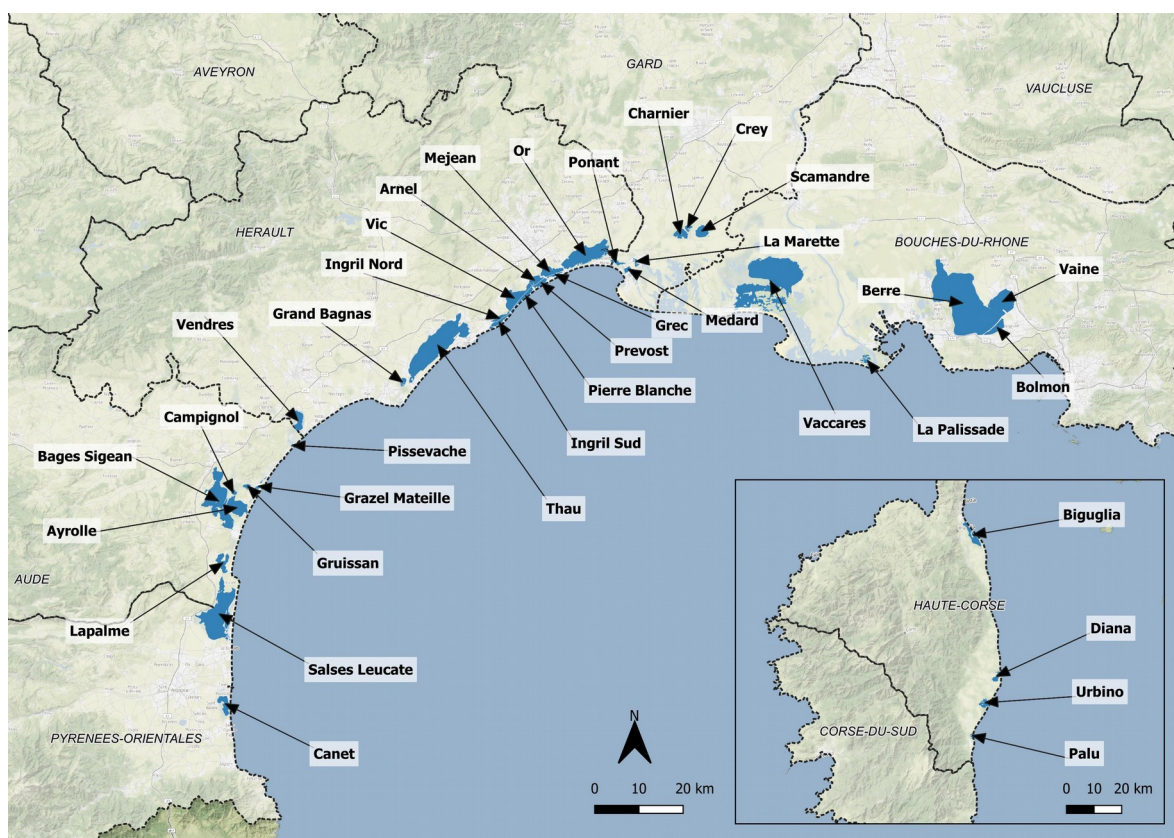 AVEYRON
GARD
VAUCLUSE
Charnier
Crey
Or
Mejean
Ponant
Scamandre
Arnel
Vic
HERAULT
La Marette
BOUCHES-DU-RHONE
Ingril Nord
Vaine
Berre
Grand Bagnas
Vendres
Grec
Medard
Prevost
Pierre Blanche
Bolmon
Campignol
Vaccares
La Palissade
Ingril Sud
Pissevache
Bages Sigean
Grazel Mateille
Thau
Ayrolle
Gruissan
AUDE
Lapalme
Salses Leucate
PYRENEES-ORIENTALES
Canet
N
0 10 20 km
Biguglia
HAUTE-CORSE
Diana
Urbino
CORSE-DU-SUD
Palu
0 10 20 km